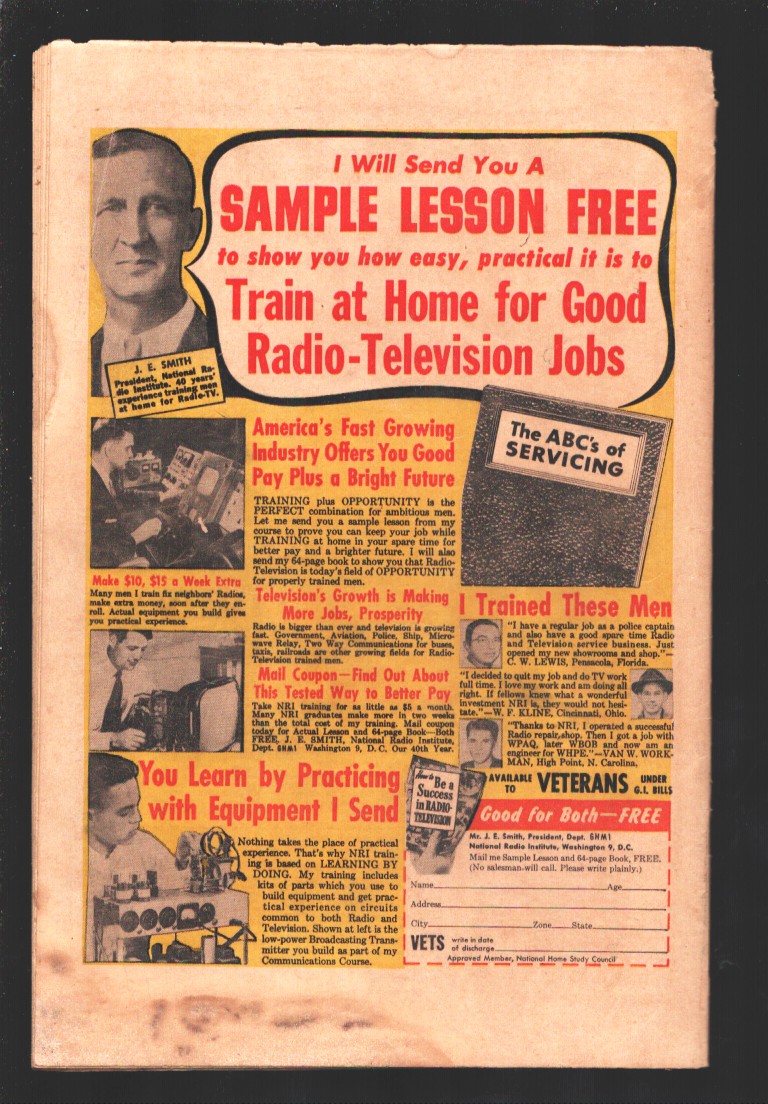 I Will Send You A
SAMPLE LESSON FREE
to show you how easy, practical it is to
Train at Home for Good
Radio-Television Jobs
J. E. SMITH
President, National Ra-
dio Institute. 40 years'
experience training men
at home for Radio-TV.
America's Fast Growing
Industry Offers You Good
Pay Plus a Bright Future
TRAINING plus OPPORTUNITY is the
PERFECT combination for ambitious men.
Let me send you a sample lesson from my
course to prove you can keep your job while
TRAINING at home in your spare time for
better pay and a brighter future. I will also
send my 64-page book to show you that Radio-
Television is today's field of OPPORTUNITY
for properly trained men.
The ABC's of
SERVICING
Make $10, $15 a Week Extra
Many men I train fix neighbors' Radios,
make extra money, soon after they en-
roll. Actual equipment you build gives
you practical experience.
Television's Growth is Making
More Jobs, Prosperity
Radio is bigger than ever and television is growing
fast. Government, Aviation, Police, Ship, Micro-
wave Relay, Two Way Communications for buses,
taxis, railroads are other growing fields for Radio-
Television trained men.
Mail Coupon—Find Out About
This Tested Way to Better Pay
Take NRI training for as little as $5 a month.
Many NRI graduates make more in two weeks
than the total cost of my training. Mail coupon
today for Actual Lesson and 64-page Book—Both
FREE. J. E. SMITH, National Radio Institute,
Dept. 6HM1 Washington 9, D. C. Our 40th Year.
I Trained These Men
"I have a regular job as a police captain
and also have a good spare time Radio
and Television service business. Just
opened my new showrooms and shop."—
C. W. LEWIS, Pensacola, Florida.
"I decided to quit my job and do TV work
full time. I love my work and am doing all
right. If fellows knew what a wonderful
investment NRI is, they would not hesi-
tate."—W. F. KLINE, Cincinnati, Ohio.
"Thanks to NRI, I operated a successful
Radio repair shop. Then I got a job with
WPAQ, later WBOB and now am an
engineer for WHPE."—VAN W. WORK-
MAN, High Point, N. Carolina.
You Learn by Practicing
with Equipment I Send
Nothing takes the place of practical
experience. That's why NRI train-
ing is based on LEARNING BY
DOING. My training includes
kits of parts which you use to
build equipment and get prac-
tical experience on circuits
common to both Radio and
Television. Shown at left is the
low-power Broadcasting Trans-
mitter you build as part of my
Communications Course.
How to
Be a
Success
in RADIO-
TELEVISION
AVAILABLE TO VETERANS UNDER G.I. BILLS
Good for Both—FREE
Mr. J. E. Smith, President, Dept. 6HM1
National Radio Institute, Washington 9, D.C.
Mail me Sample Lesson and 64-page Book, FREE.
(No salesman will call. Please write plainly.)
Name Age
Address
City Zone State
VETS write in date
of discharge
Approved Member, National Home Study Council